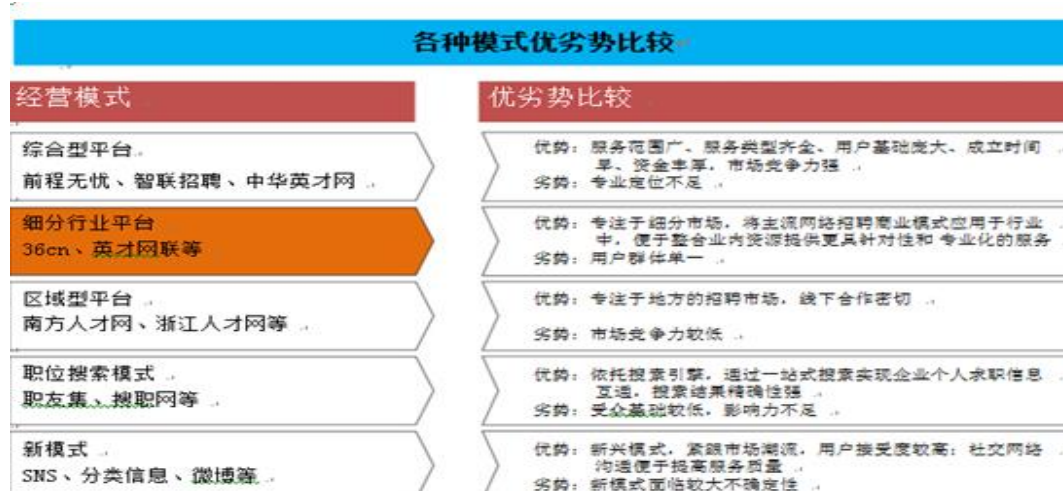 各种模式优劣势比较
经营模式
优劣势比较
综合型平台
前程无忧、智联招聘、中华英才网
优势：服务范围广、服务类型齐全、用户基础庞大、成立时间
早、资金丰厚，市场竞争力强
劣势：专业定位不足
细分行业平台
36cn、英才网联等
优势：专注于细分市场，将主流网络招聘商业模式应用于行业
中，便于整合业内资源提供更具针对性和 专业化的服务
劣势：用户群体单一
区域型平台
南方人才网、浙江人才网等
优势：专注于地方的招聘市场，线下合作密切
劣势：市场竞争力较低
职位搜索模式
职友集、搜职网等
优势：依托搜索引擎，通过一站式搜索实现企业个人求职信息
互通，搜索结果精确性强
劣势：受众基础较低，影响力不足
新模式
SNS、分类信息、微博等
优势：新兴模式，紧跟市场潮流，用户接受度较高；社交网络
沟通便于提高服务质量
劣势：新模式面临较大不确定性